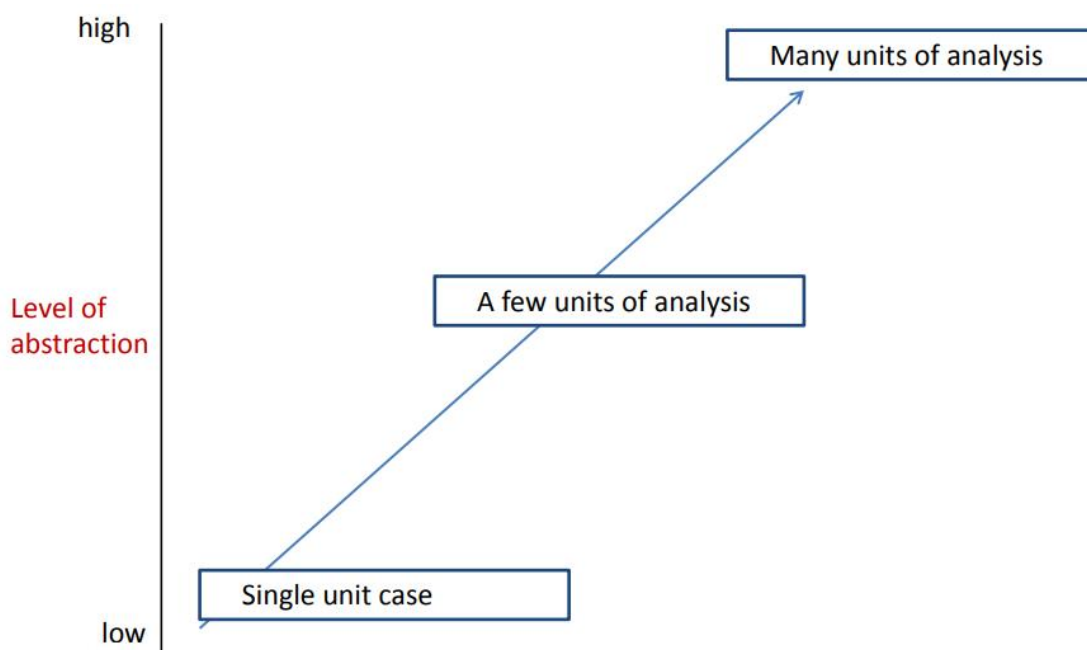 high
Many units of analysis
A few units of analysis
Level of
abstraction
Single unit case
low